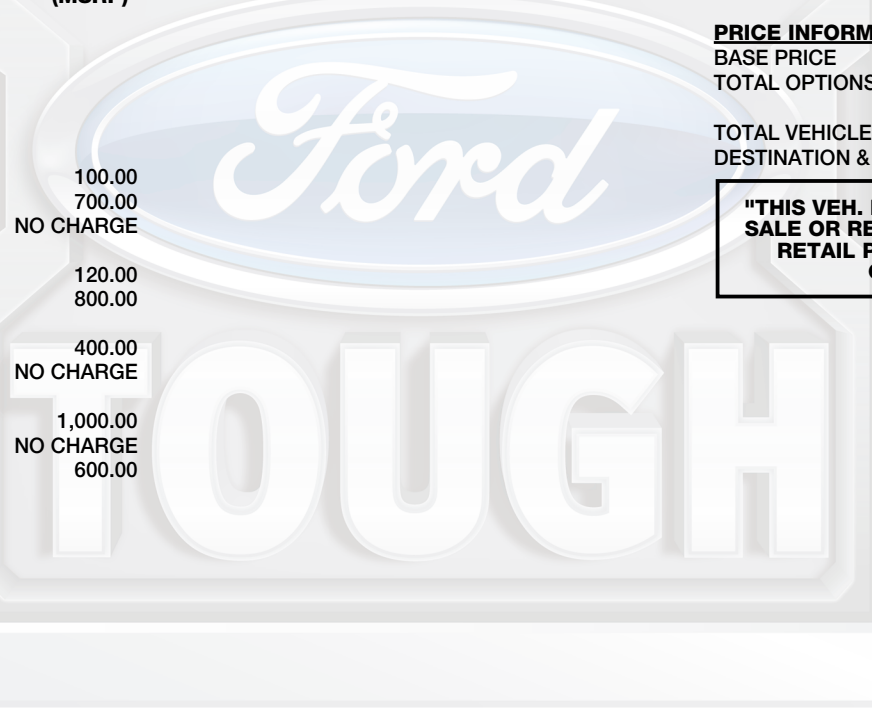 (MSRP)
100.00
700.00
NO CHARGE
120.00
800.00
400.00
NO CHARGE
1,000.00
NO CHARGE
600.00
PRICE INFORM
BASE PRICE
TOTAL OPTIONS
TOTAL VEHICLE
DESTINATION &
"THIS VEH.
SALE OR RE
RETAIL P
Ford
TOUGH